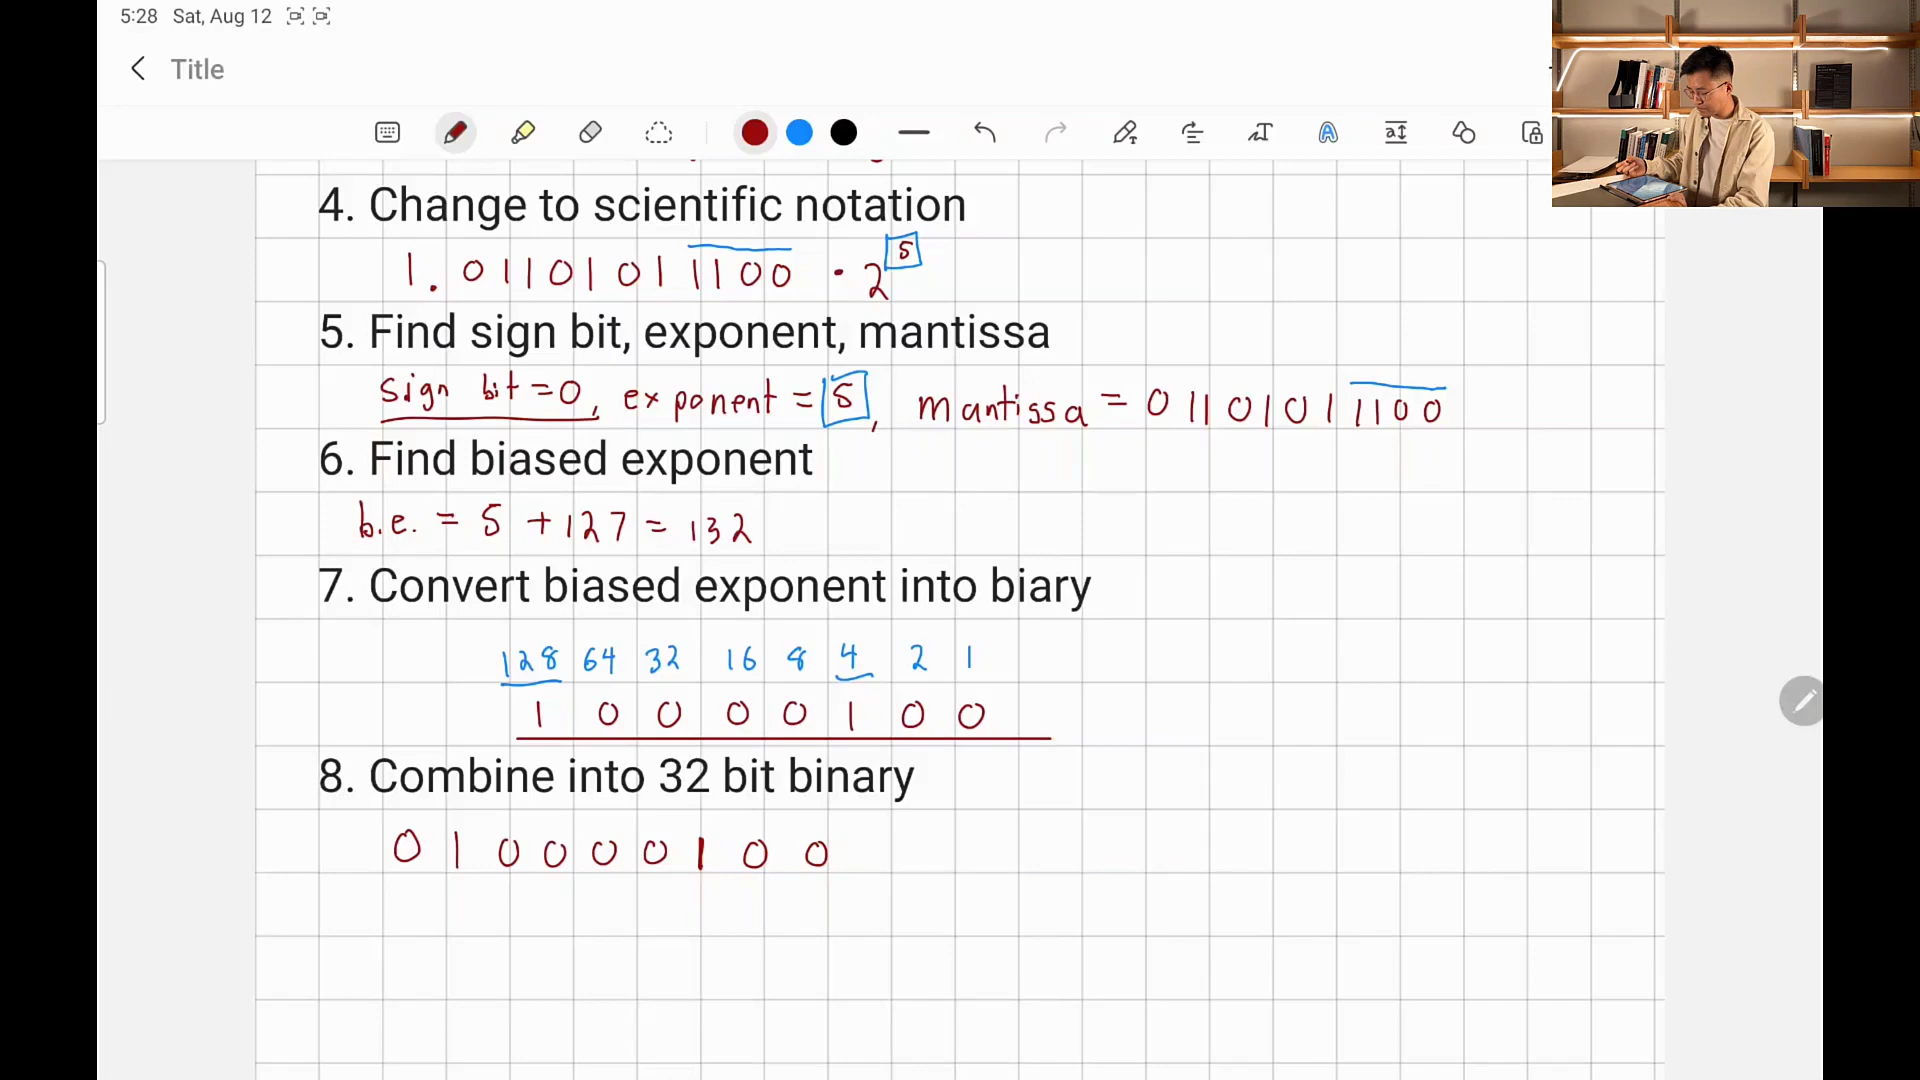 5:28 Sat, Aug 12
Title
4. Change to scientific notation
1.01101011100 · 2 5
5. Find sign bit, exponent, mantissa
sign bit = 0, exponent = 5, mantissa = 01101011100
6. Find biased exponent
b.e. = 5 + 127 = 132
7. Convert biased exponent into biary
128 64 32 16 8 4 2 1
1 0 0 0 0 1 0 0
8. Combine into 32 bit binary
0 1 0 0 0 0 1 0 0